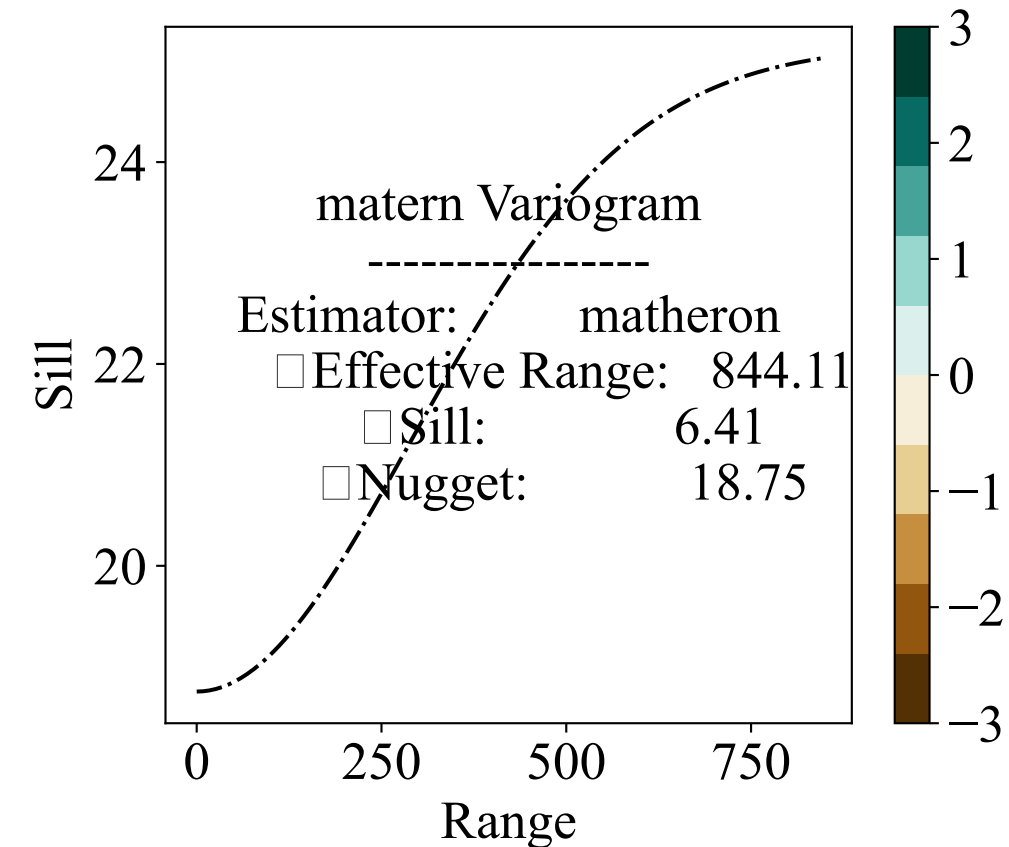 matern Variogram
----------------
Estimator: matheron
Effective Range: 844.11
Sill: 6.41
Nugget: 18.75
Sill
24
22
20
0 250 500 750
Range
3
2
1
0
−1
−2
−3